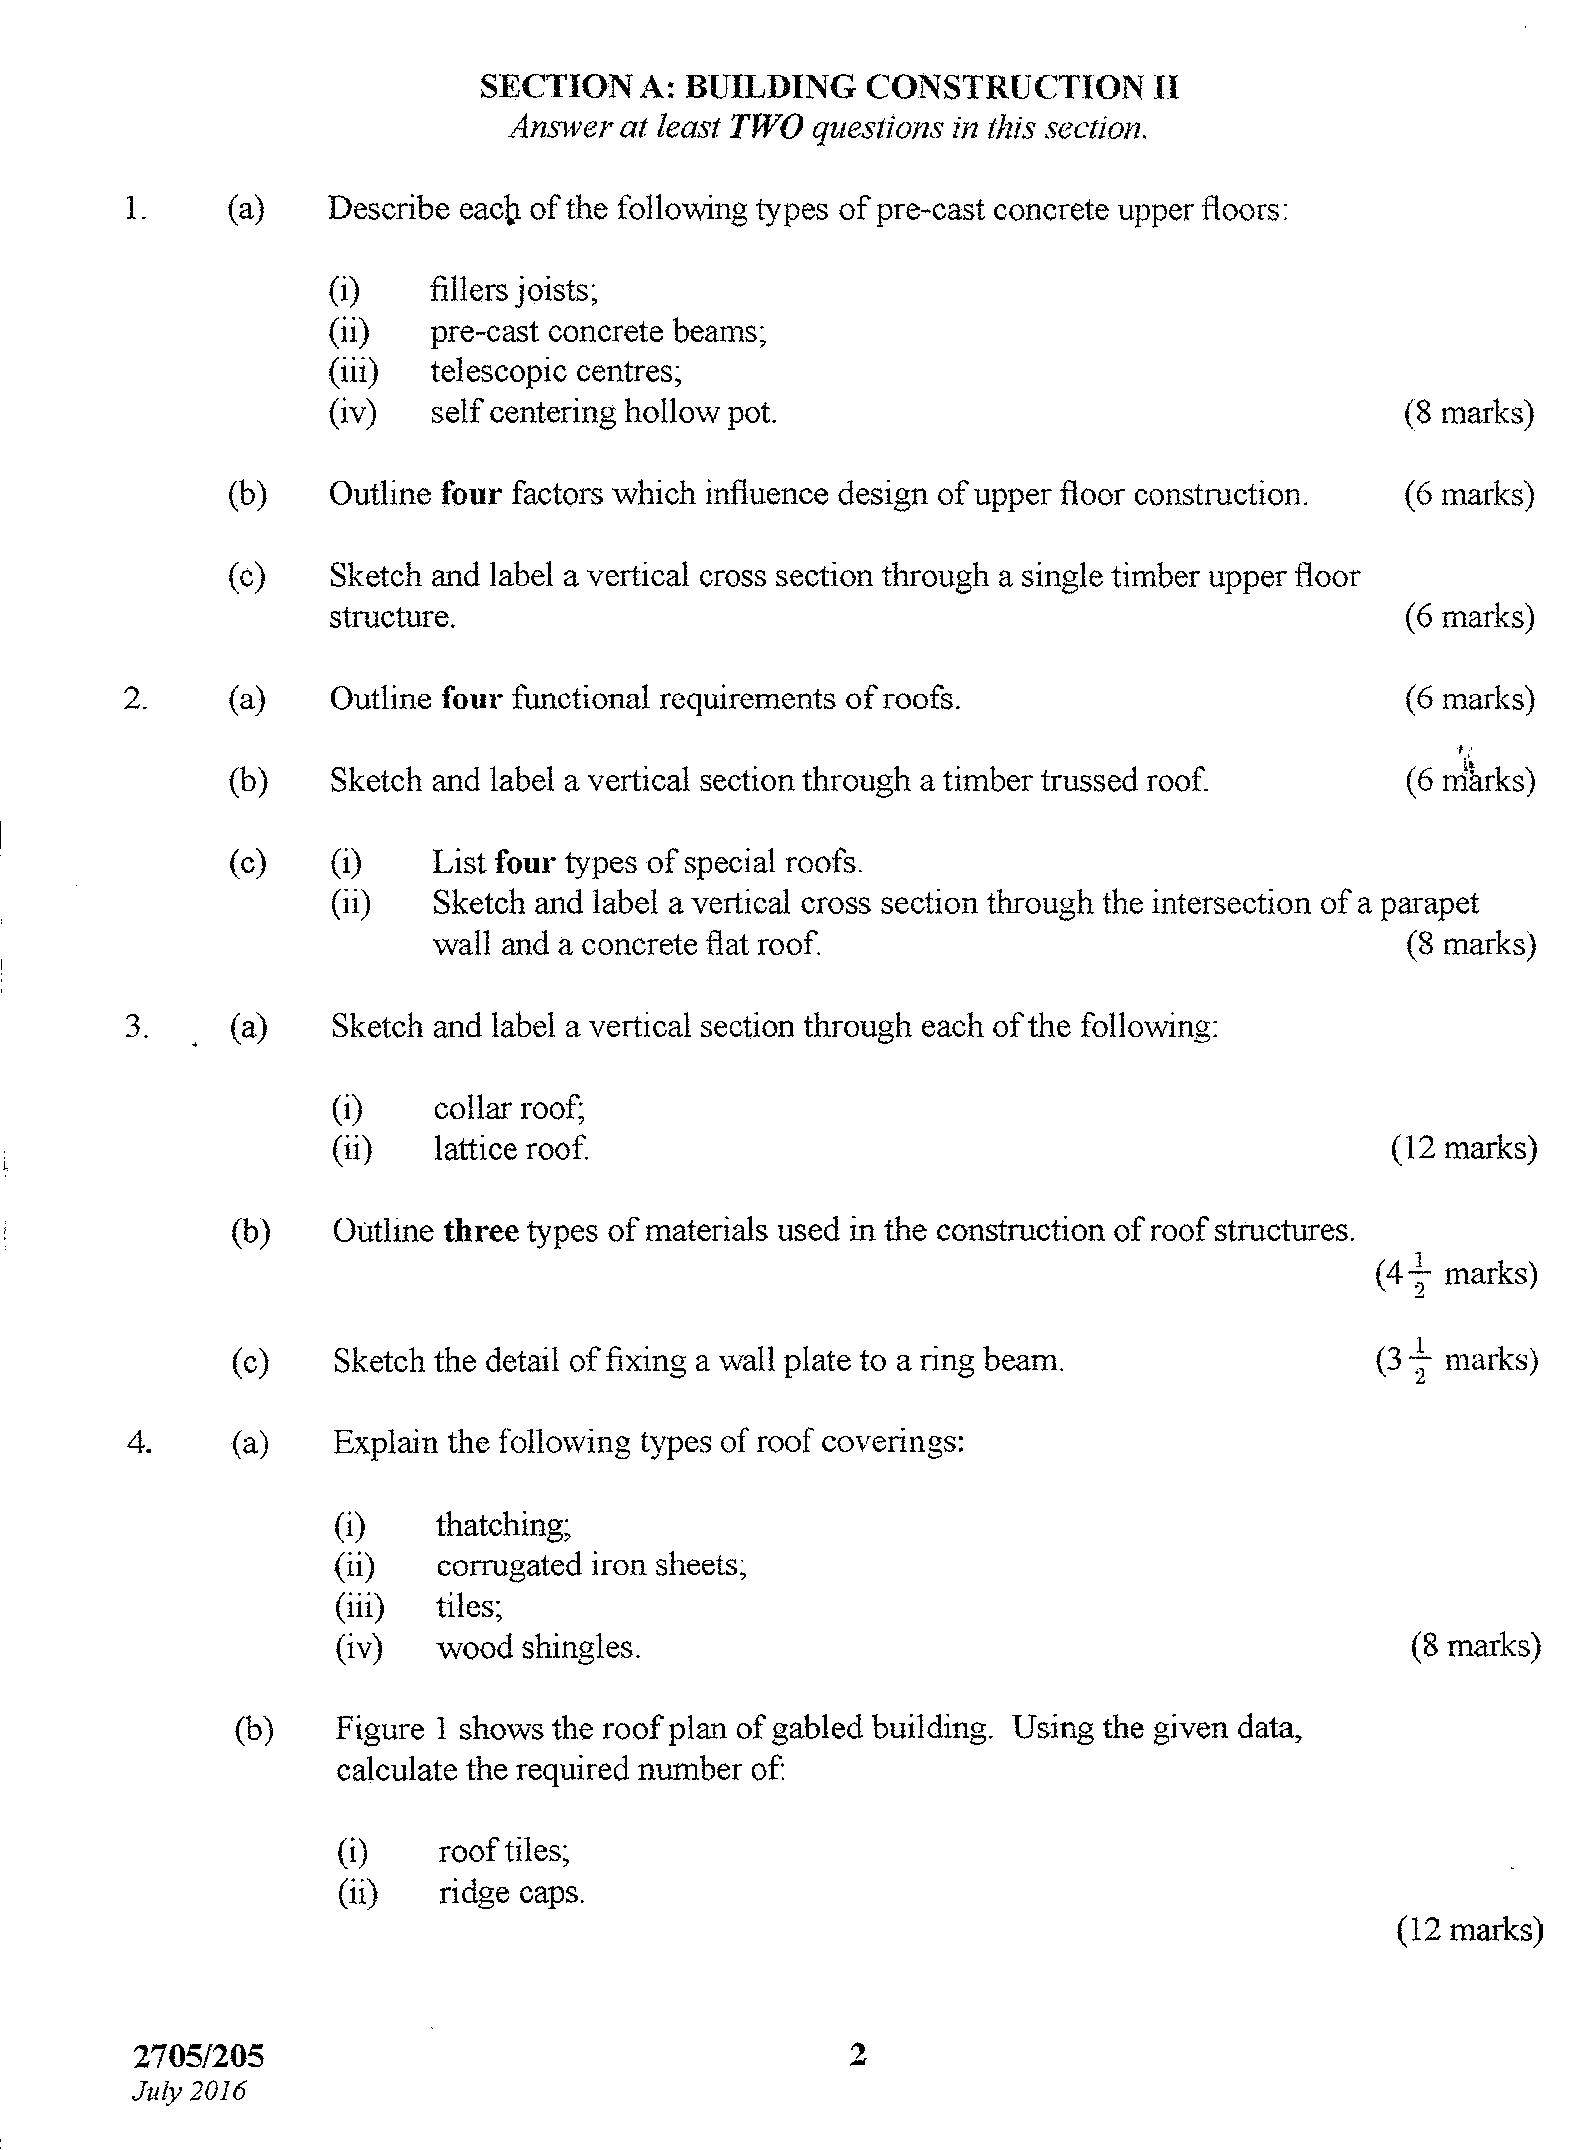 SECTION A: BUILDING CONSTRUCTION II
Answer at least TWO questions in this section.
1. (a) Describe each of the following types of pre-cast concrete upper floors:
(i) fillers joists;
(ii) pre-cast concrete beams;
(iii) telescopic centres;
(iv) self centering hollow pot. (8 marks)
(b) Outline four factors which influence design of upper floor construction. (6 marks)
(c) Sketch and label a vertical cross section through a single timber upper floor
structure. (6 marks)
2. (a) Outline four functional requirements of roofs. (6 marks)
(b) Sketch and label a vertical section through a timber trussed roof. (6 marks)
(c) (i) List four types of special roofs.
(ii) Sketch and label a vertical cross section through the intersection of a parapet
wall and a concrete flat roof. (8 marks)
3. (a) Sketch and label a vertical section through each of the following:
(i) collar roof;
(ii) lattice roof. (12 marks)
(b) Outline three types of materials used in the construction of roof structures.
(4 1/2 marks)
(c) Sketch the detail of fixing a wall plate to a ring beam. (3 1/2 marks)
4. (a) Explain the following types of roof coverings:
(i) thatching;
(ii) corrugated iron sheets;
(iii) tiles;
(iv) wood shingles. (8 marks)
(b) Figure 1 shows the roof plan of gabled building. Using the given data,
calculate the required number of:
(i) roof tiles;
(ii) ridge caps.
(12 marks)
2705/205 2
July 2016